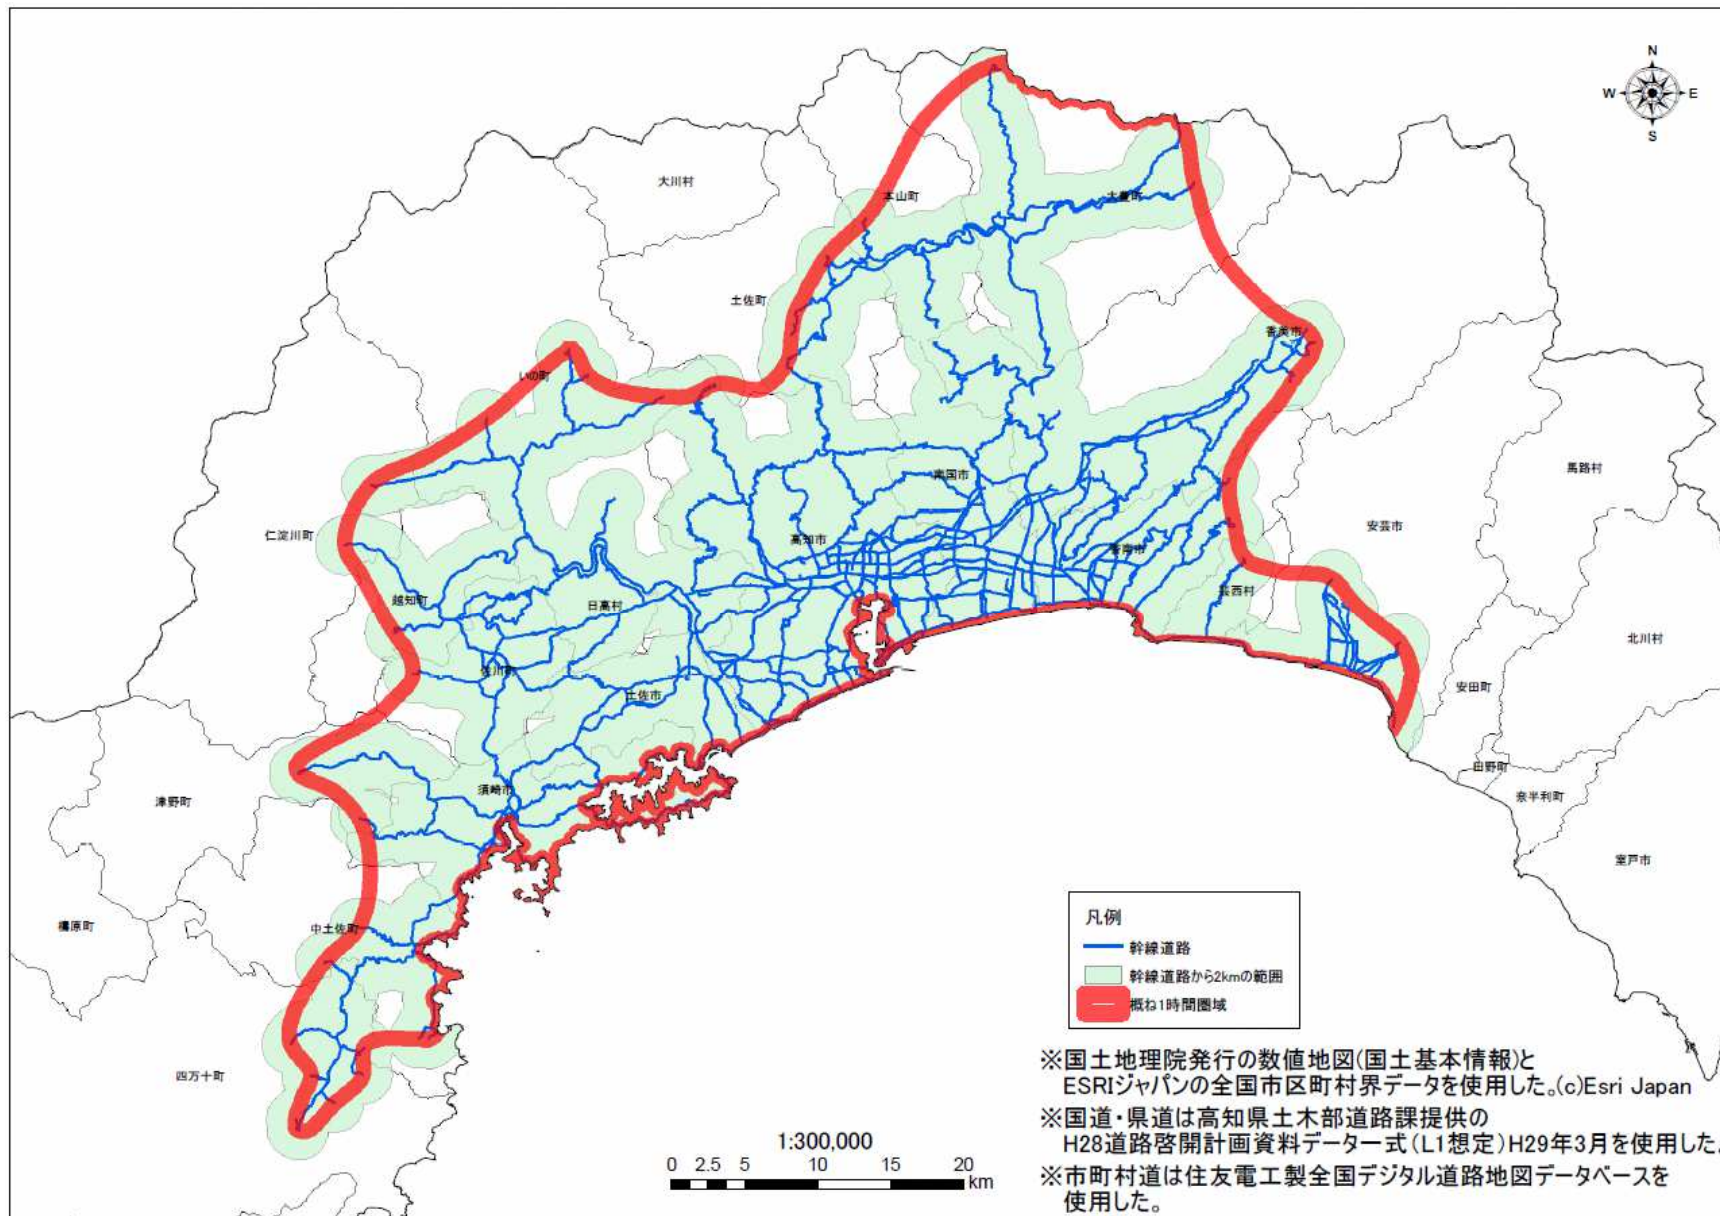 N
W
E
S
大川村
本山町
大豊町
土佐町
香美市
いの町
馬路村
南国市
安芸市
仁淀川町
高知市
香南市
芸西村
越知町
日高村
北川村
佐川町
土佐市
安田町
田野町
奈半利町
津野町
須崎市
室戸市
檮原町
中土佐町
四万十町
凡例
幹線道路
幹線道路から2kmの範囲
概ね1時間圏域
※国土地理院発行の数値地図(国土基本情報)と
ESRIジャパンの全国市区町村界データを使用した。(c)Esri Japan
※国道・県道は高知県土木部道路課提供の
H28道路啓開計画資料データ一式(L1想定)H29年3月を使用した。
※市町村道は住友電工製全国デジタル道路地図データベースを
使用した。
1:300,000
0 2.5 5 10 15 20
km